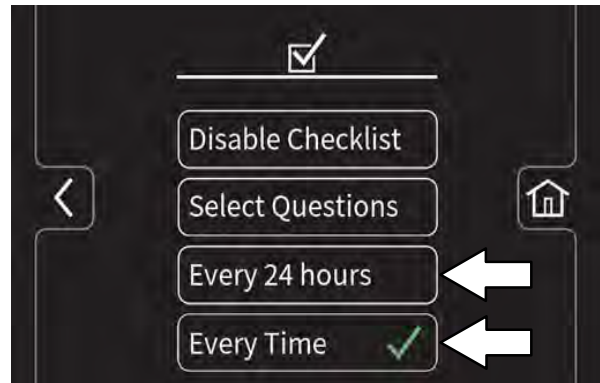 Disable Checklist
Select Questions
Every 24 hours
Every Time